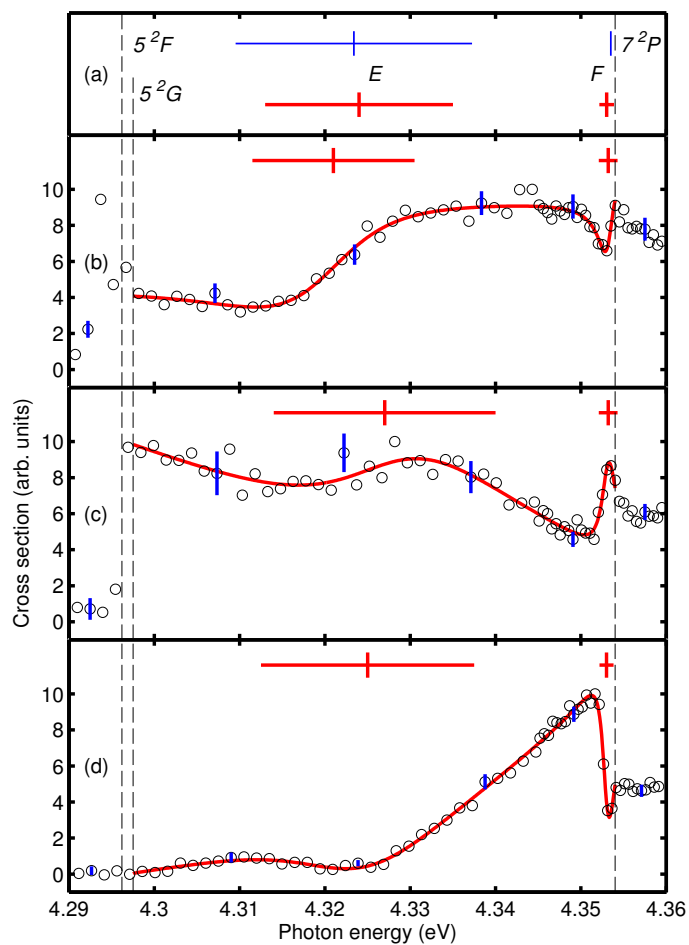 5 ²F
7 ²P
(a)
E
F
5 ²G
10
8
6
4
2
0
(b)
10
8
6
4
2
0
(c)
10
8
6
4
2
0
(d)
Cross section (arb. units)
4.29
4.3
4.31
4.32
4.33
4.34
4.35
4.36
Photon energy (eV)